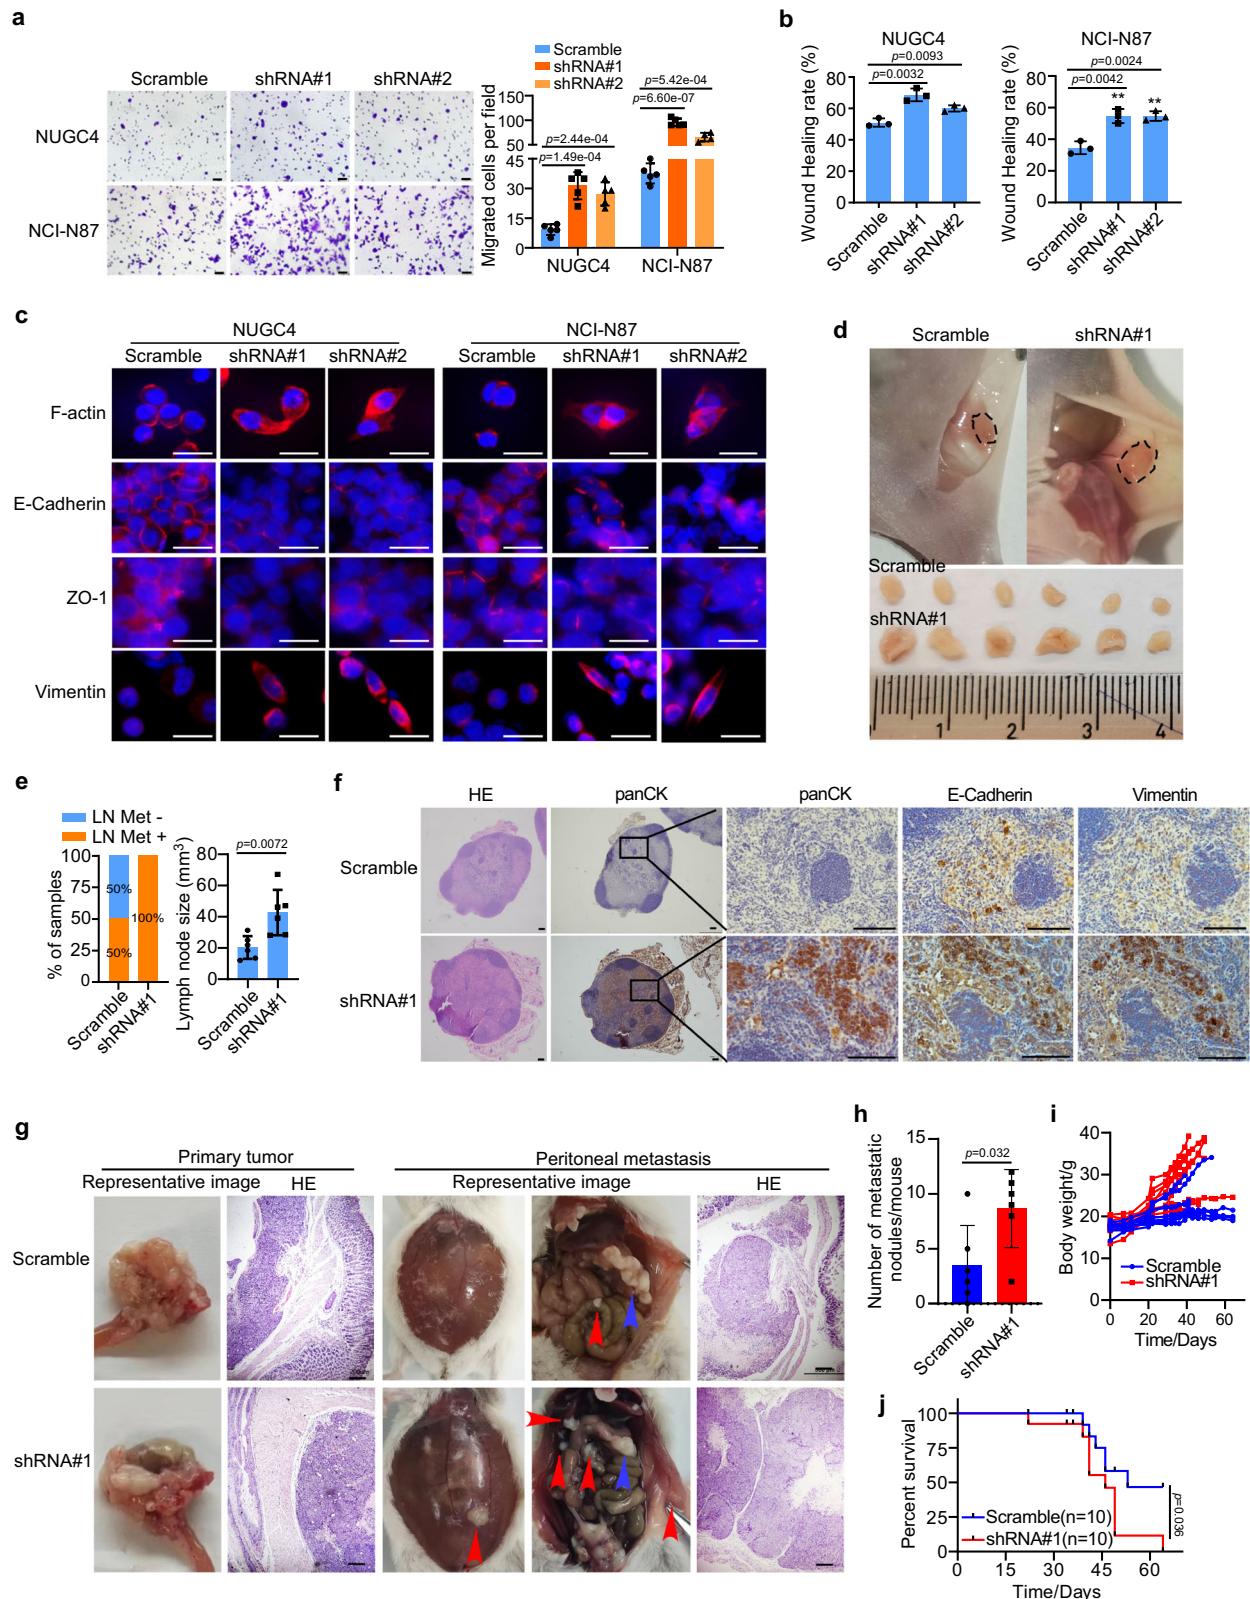 a
Scramble shRNA#1 shRNA#2
NUGC4
NCI-N87
Scramble
shRNA#1
shRNA#2
Migrated cells per field
150
100
50
45
30
15
0
p=5.42e-04
p=6.60e-07
p=2.44e-04
p=1.49e-04
NUGC4 NCI-N87
b
NUGC4
Wound Healing rate (%)
80
60
40
20
0
p=0.0093
p=0.0032
Scramble shRNA#1 shRNA#2
NCI-N87
Wound Healing rate (%)
80
60
40
20
0
p=0.0024
p=0.0042
** **
Scramble shRNA#1 shRNA#2
c
NUGC4 NCI-N87
Scramble shRNA#1 shRNA#2 Scramble shRNA#1 shRNA#2
F-actin
E-Cadherin
ZO-1
Vimentin
d
Scramble shRNA#1
Scramble
shRNA#1
1 2 3 4
e
LN Met -
LN Met +
% of samples
100
75
50
25
0
50%
100%
50%
Scramble shRNA#1
Lymph node size (mm3)
80
60
40
20
0
p=0.0072
Scramble shRNA#1
f
HE panCK panCK E-Cadherin Vimentin
Scramble
shRNA#1
g
Primary tumor Peritoneal metastasis
Representative image HE Representative image HE
Scramble
shRNA#1
h
Number of metastatic
nodules/mouse
15
10
5
0
p=0.032
Scramble shRNA#1
i
Body weight/g
40
30
20
10
0
Scramble
shRNA#1
0 20 40 60
Time/Days
j
Percent survival
100
75
50
25
0
Scramble(n=10)
shRNA#1(n=10)
p=0.036
0 15 30 45 60
Time/Days